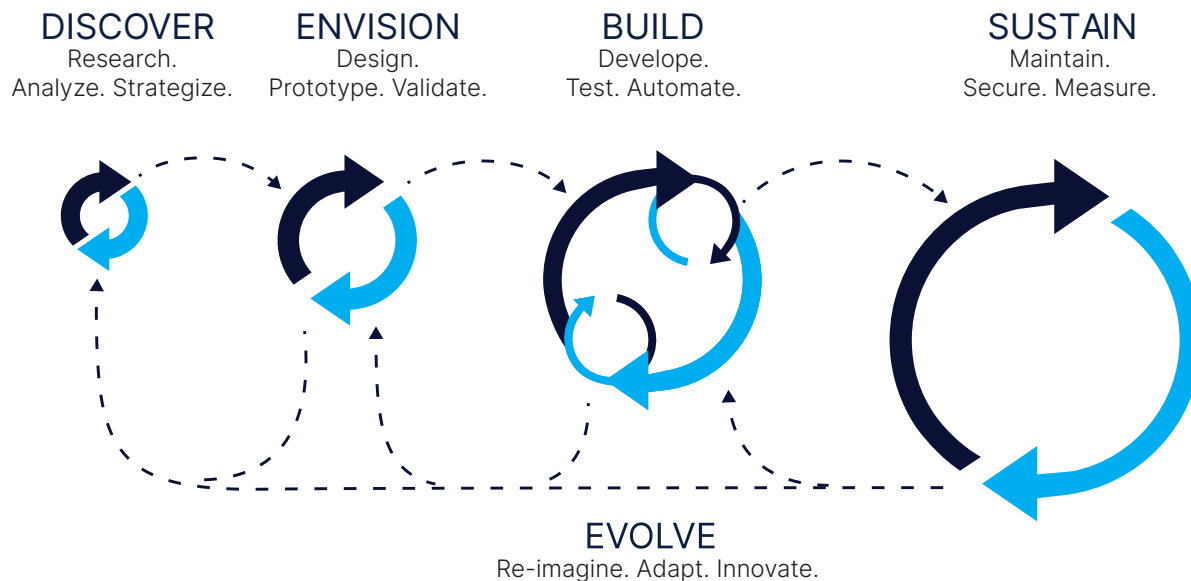 DISCOVER
Research.
Analyze. Strategize.
ENVISION
Design.
Prototype. Validate.
BUILD
Develope.
Test. Automate.
SUSTAIN
Maintain.
Secure. Measure.
EVOLVE
Re-imagine. Adapt. Innovate.